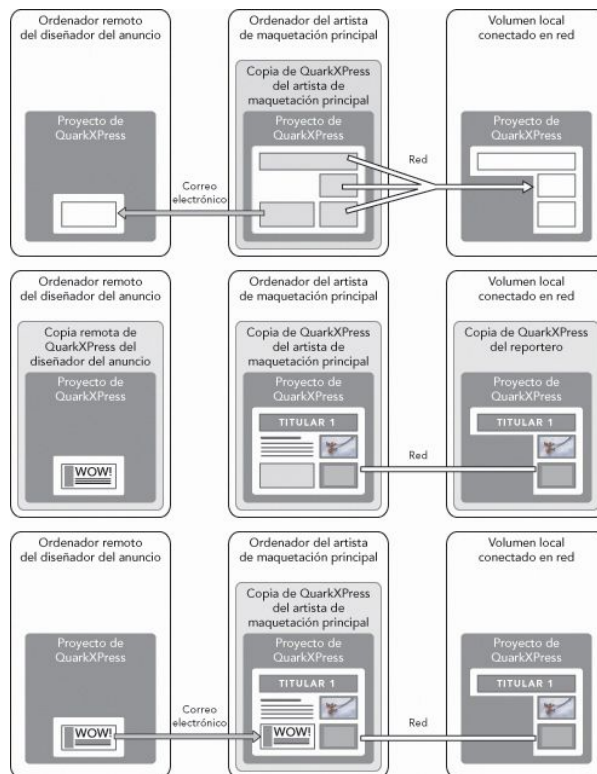 Ordenador remoto
del diseñador del anuncio
Proyecto de
QuarkXPress
Correo
electrónico
Ordenador del artista
de maquetación principal
Copia de QuarkXPress
del artista de
maquetación principal
Proyecto de
QuarkXPress
Red
Volumen local
conectado en red
Proyecto de
QuarkXPress
Ordenador remoto
del diseñador del anuncio
Copia remota de
QuarkXPress del
diseñador del anuncio
Proyecto de
QuarkXPress
WOW!
Ordenador del artista
de maquetación principal
Copia de QuarkXPress
del artista de
maquetación principal
Proyecto de
QuarkXPress
TITULAR 1
Red
Volumen local
conectado en red
Copia de QuarkXPress
del reportero
Proyecto de
QuarkXPress
TITULAR 1
Ordenador remoto
del diseñador del anuncio
Proyecto de
QuarkXPress
WOW!
Correo
electrónico
Ordenador del artista
de maquetación principal
Copia de QuarkXPress
del artista de
maquetación principal
Proyecto de
QuarkXPress
TITULAR 1
WOW!
Red
Volumen local
conectado en red
Proyecto de
QuarkXPress
TITULAR 1